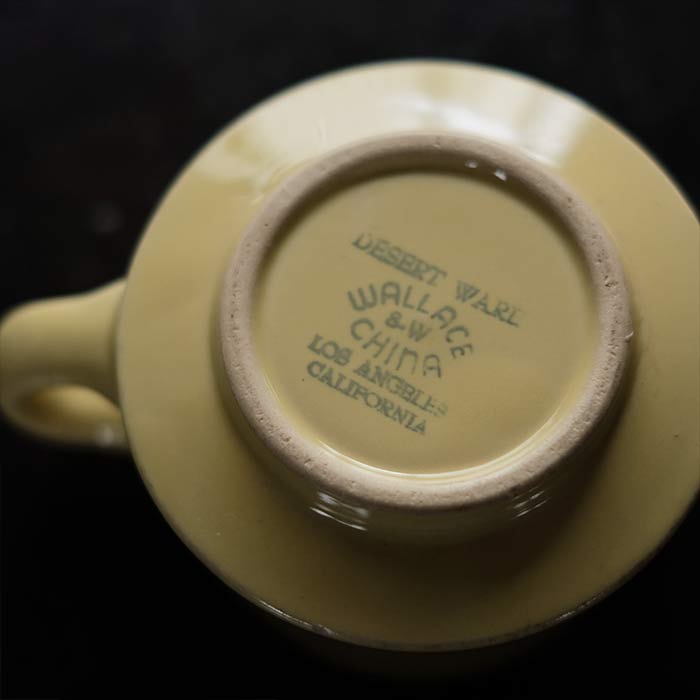 DESERT WARE
WALLACE
&W
CHINA
LOS ANGELES
CALIFORNIA